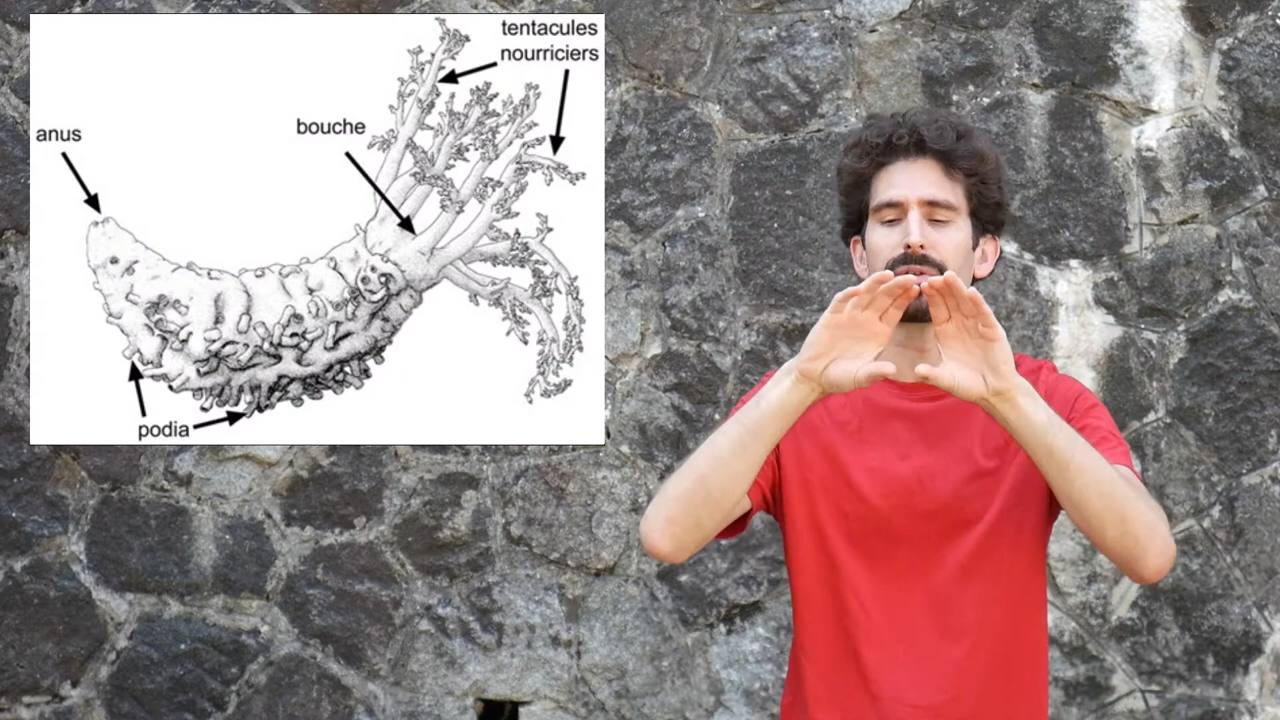 tentacules
nourriciers
bouche
anus
podia